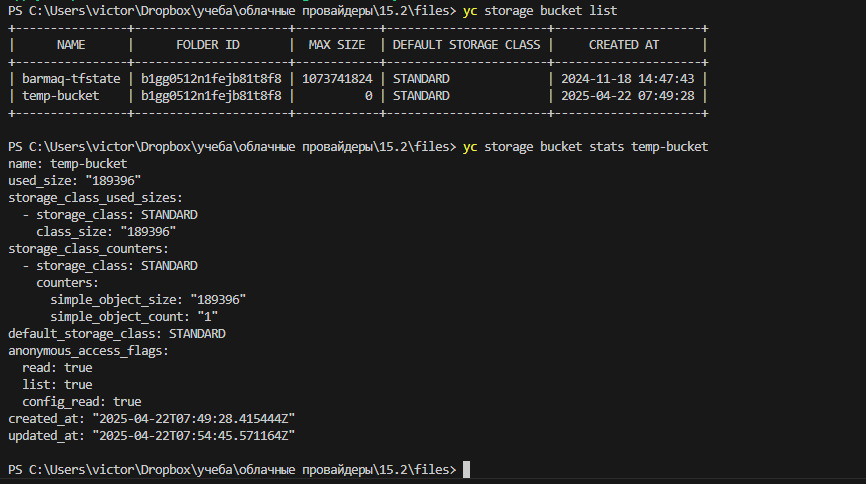 PS C:\Users\victor\Dropbox\учеба\облачные провайдеры\15.2\files> yc storage bucket list
+---------------+----------------------+------------+-----------------------+---------------------+
|     NAME      |      FOLDER ID       |  MAX SIZE  | DEFAULT STORAGE CLASS |     CREATED AT      |
+---------------+----------------------+------------+-----------------------+---------------------+
| barmaq-tfstate | b1gg0512n1fejb81t8f8 | 1073741824 | STANDARD              | 2024-11-18 14:47:43 |
| temp-bucket    | b1gg0512n1fejb81t8f8 |          0 | STANDARD              | 2025-04-22 07:49:28 |
+---------------+----------------------+------------+-----------------------+---------------------+
PS C:\Users\victor\Dropbox\учеба\облачные провайдеры\15.2\files> yc storage bucket stats temp-bucket
name: temp-bucket
used_size: "189396"
storage_class_used_sizes:
  - storage_class: STANDARD
    class_size: "189396"
storage_class_counters:
  - storage_class: STANDARD
    counters:
      simple_object_size: "189396"
      simple_object_count: "1"
default_storage_class: STANDARD
anonymous_access_flags:
  read: true
  list: true
  config_read: true
created_at: "2025-04-22T07:49:28.415444Z"
updated_at: "2025-04-22T07:54:45.571164Z"
PS C:\Users\victor\Dropbox\учеба\облачные провайдеры\15.2\files>